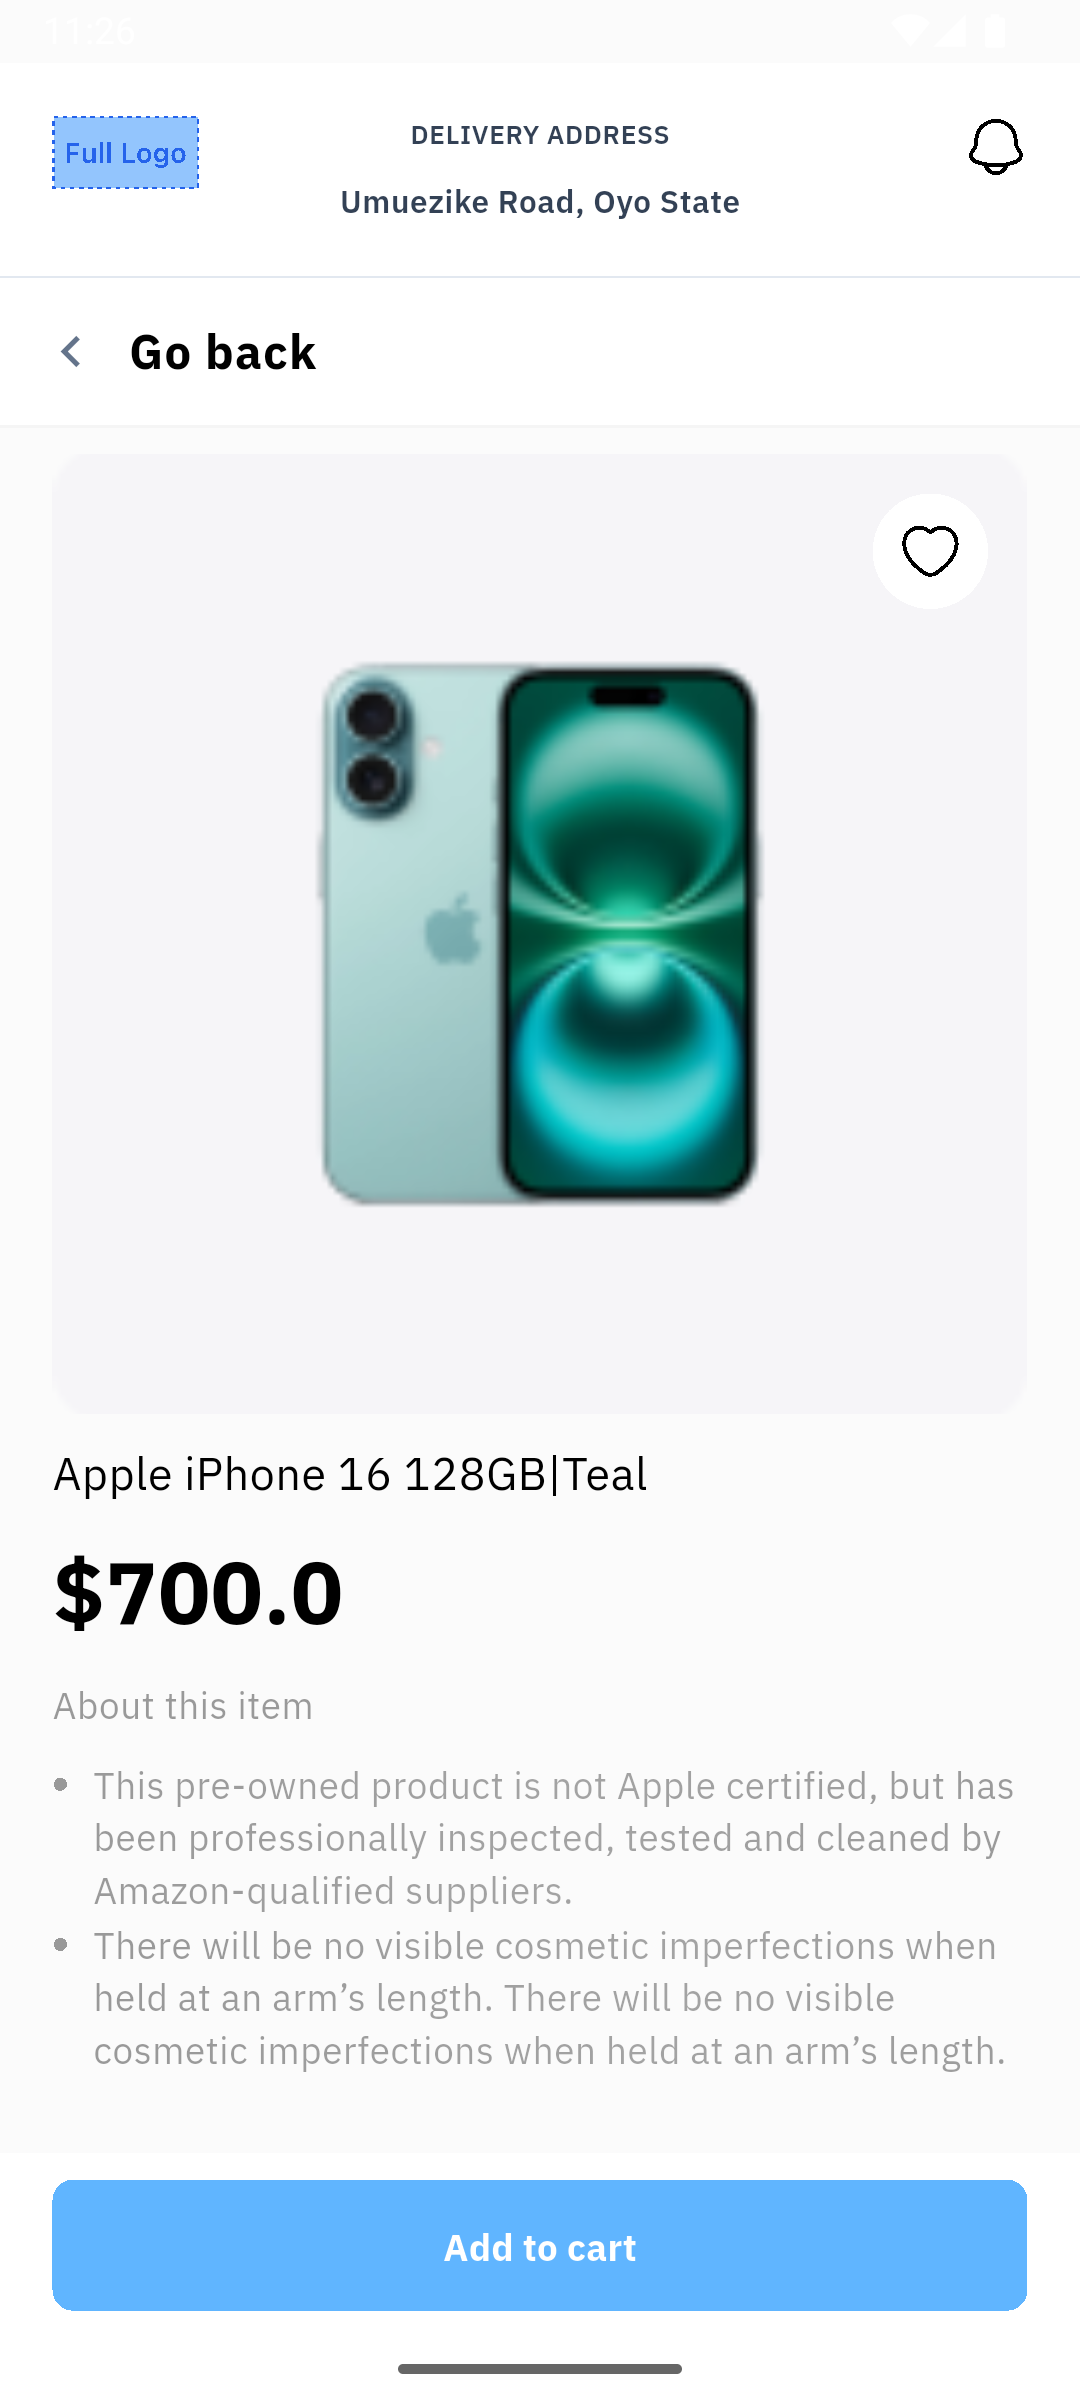 11:26
Full Logo
DELIVERY ADDRESS
Umuezike Road, Oyo State
Go back
Apple iPhone 16 128GB|Teal
$700.0
About this item
• This pre-owned product is not Apple certified, but has
been professionally inspected, tested and cleaned by
Amazon-qualified suppliers.
• There will be no visible cosmetic imperfections when
held at an arm’s length. There will be no visible
cosmetic imperfections when held at an arm’s length.
Add to cart